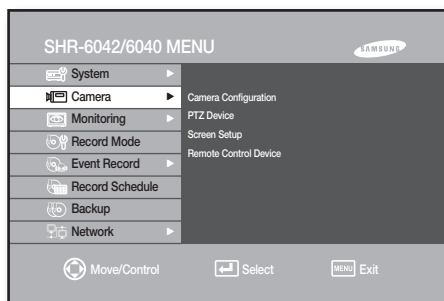 SHR-6042/6040 MENU
SAMSUNG
System
Camera
Monitoring
Record Mode
Event Record
Record Schedule
Backup
Network
Camera Configuration
PTZ Device
Screen Setup
Remote Control Device
Move/Control
Select
MENU Exit